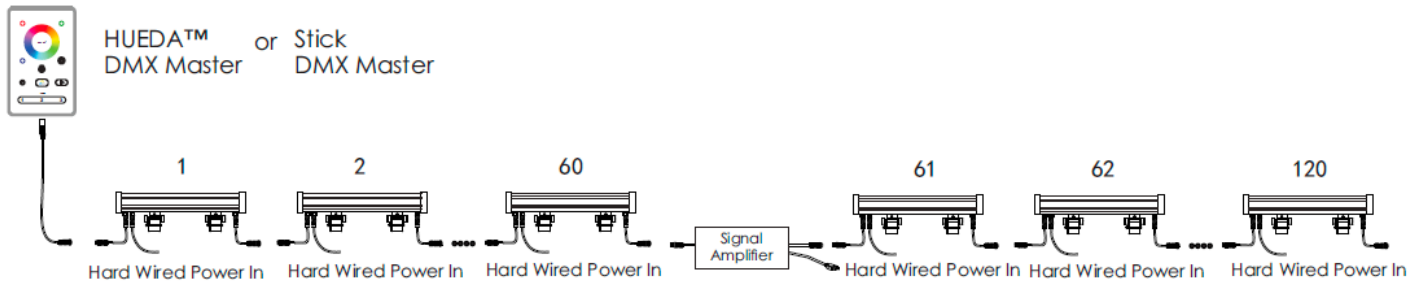 HUEDA™ or Stick
DMX Master DMX Master
1 2 60 61 62 120
Signal
Amplifier
Hard Wired Power In Hard Wired Power In Hard Wired Power In Hard Wired Power In Hard Wired Power In Hard Wired Power In